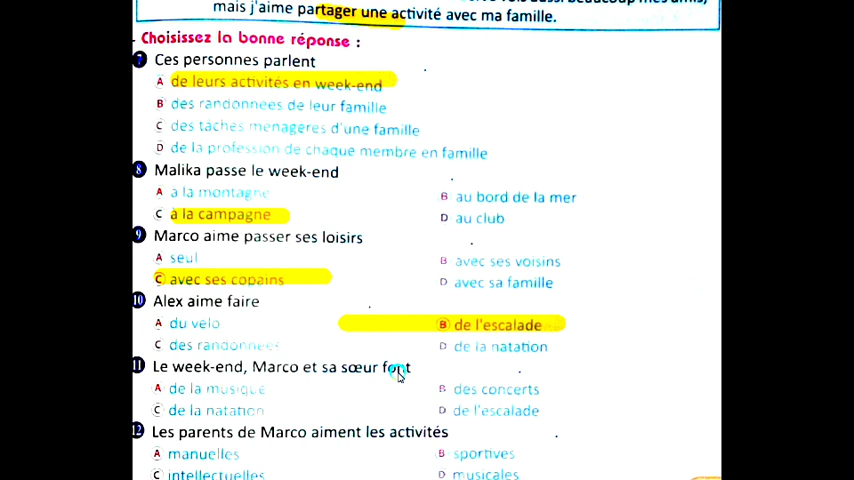 mais j'aime partager une activité avec ma famille.
- Choisissez la bonne réponse :
7 Ces personnes parlent .
A de leurs activités en week-end
B des randonnées de leur famille
C des tâches ménagères d'une famille
D de la profession de chaque membre en famille
8 Malika passe le week-end .
A à la montagne
B au bord de la mer
C à la campagne
D au club
9 Marco aime passer ses loisirs .
A seul
B avec ses voisins
C avec ses copains
D avec sa famille
10 Alex aime faire .
A du vélo
B de l'escalade
C des randonnées
D de la natation
11 Le week-end, Marco et sa sœur font .
A de la musique
B des concerts
C de la natation
D de l'escalade
12 Les parents de Marco aiment les activités .
A manuelles
B sportives
C intellectuelles
D musicales